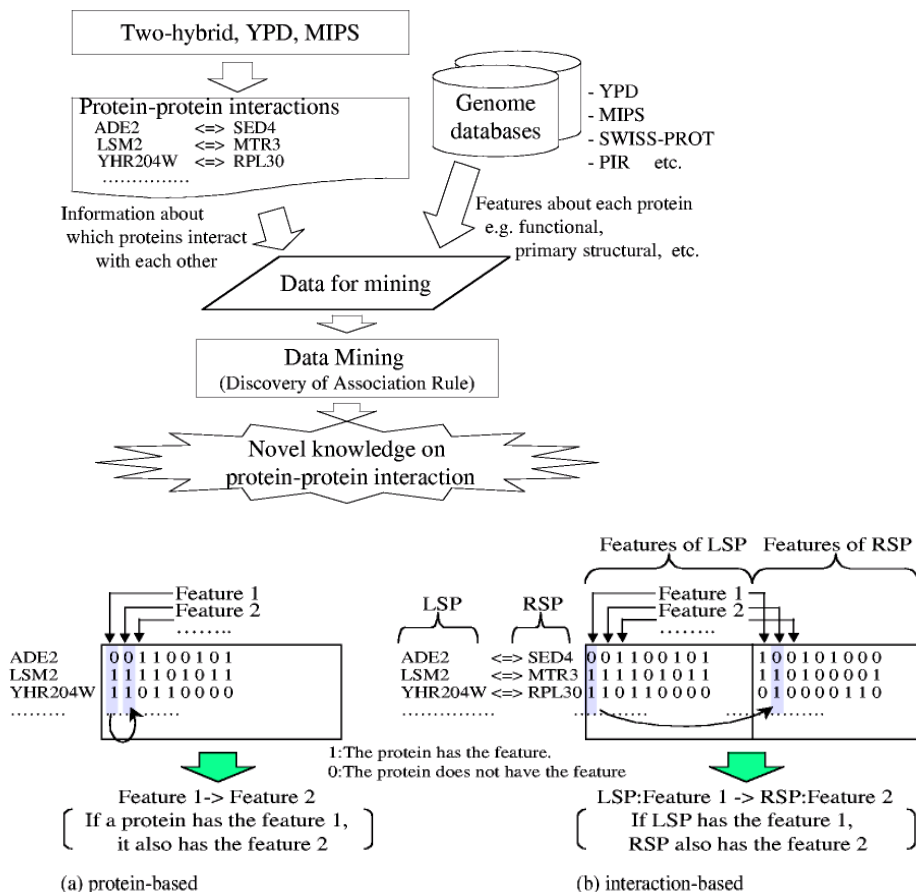 Two-hybrid, YPD, MIPS
Protein-protein interactions
ADE2 <=> SED4
LSM2 <=> MTR3
YHR204W <=> RPL30
...............
Genome
databases
- YPD
- MIPS
- SWISS-PROT
- PIR etc.
Information about
which proteins interact
with each other
Features about each protein
e.g. functional,
primary structural, etc.
Data for mining
Data Mining
(Discovery of Association Rule)
Novel knowledge on
protein-protein interaction
Feature 1
Feature 2
........
ADE2 0 0 1 1 0 0 1 0 1
LSM2 1 1 1 1 0 1 0 1 1
YHR204W 1 1 0 1 1 0 0 0 0
......... ...............
Feature 1-> Feature 2
If a protein has the feature 1,
it also has the feature 2
(a) protein-based
1:The protein has the feature.
0:The protein does not have the feature
Features of LSP Features of RSP
LSP RSP Feature 1
Feature 2
........
ADE2 <=> SED4 0 0 1 1 0 0 1 0 1 1 0 0 1 0 1 0 0 0
LSM2 <=> MTR3 1 1 1 1 0 1 0 1 1 1 1 0 1 0 0 0 0 1
YHR204W <=> RPL30 1 1 0 1 1 0 0 0 0 0 1 0 0 0 0 1 1 0
......... ............... ...............
LSP:Feature 1 -> RSP:Feature 2
If LSP has the feature 1,
RSP also has the feature 2
(b) interaction-based